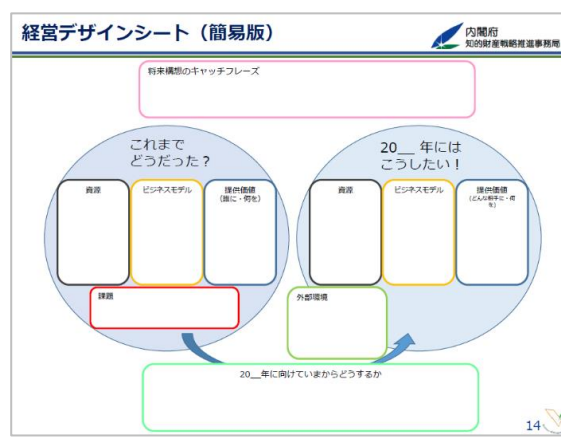 経営デザインシート（簡易版）
内閣府
知的財産戦略推進事務局
将来構想のキャッチフレーズ
これまで
どうだった？
資源
ビジネスモデル
提供価値
（誰に・何を）
課題
20__ 年には
こうしたい！
資源
ビジネスモデル
提供価値
（どんな相手に・何
を）
外部環境
20__年に向けていまからどうするか
14